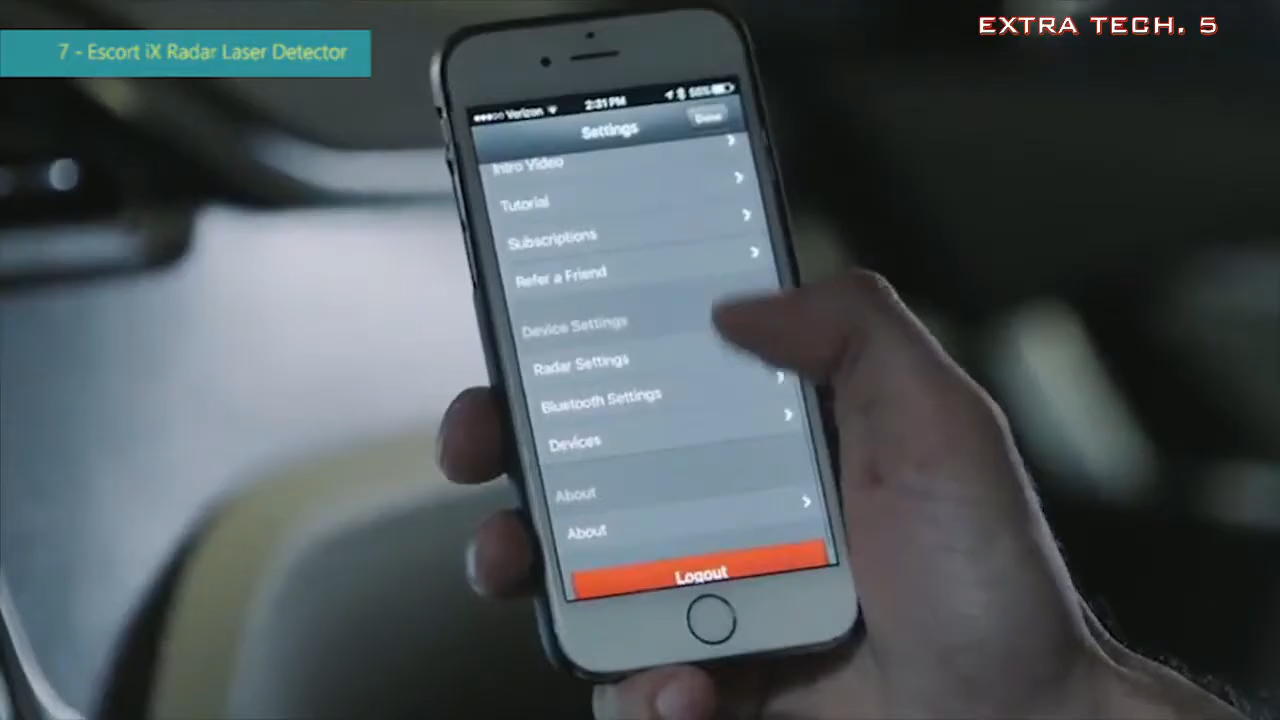 EXTRA TECH. 5
7 - Escort iX Radar Laser Detector
Verizon 2:31 PM
Settings Done
Intro Video
Tutorial
Subscriptions
Refer a Friend
Device Settings
Radar Settings
Bluetooth Settings
Devices
About
About
Logout